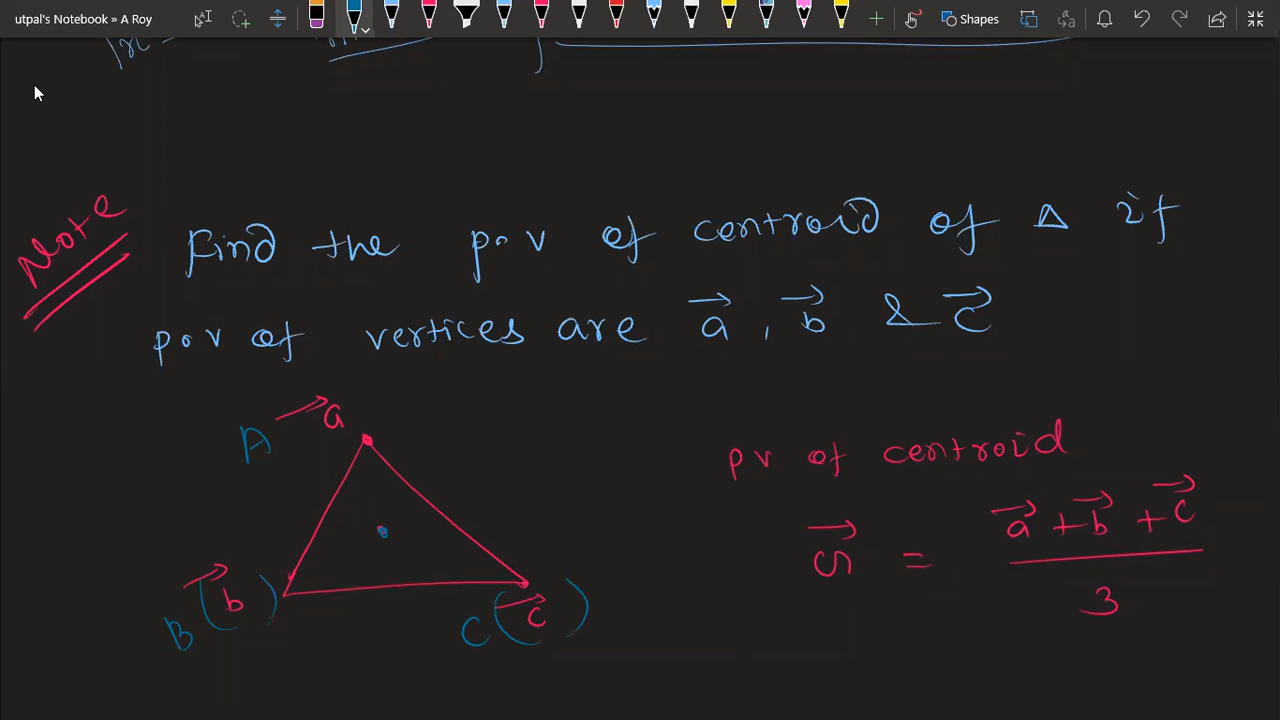 utpal's Notebook » A Roy
Shapes
Note
Find the p.v of centroid of Δ if
p.v of vertices are a⃗, b⃗ & c⃗
A a⃗
B (b⃗)
C (c⃗)
pv of centroid
= (a⃗ + b⃗ + c⃗) / 3